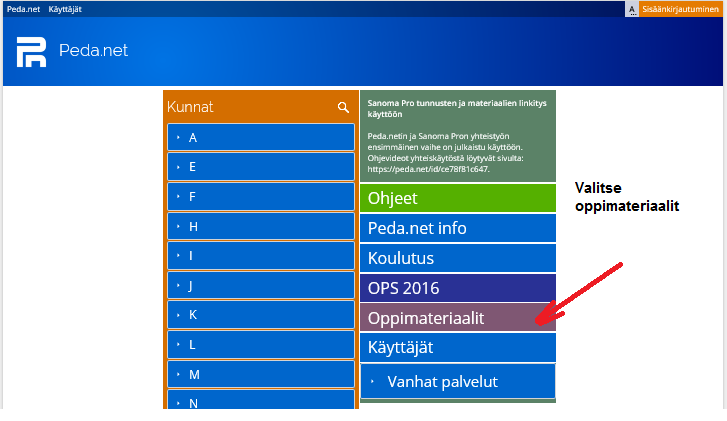 Peda.net Käyttäjät
A Sisäänkirjautuminen
Peda.net
Kunnat
A
E
F
H
I
J
K
L
M
N
Sanoma Pro tunnusten ja materiaalien linkitys
käyttöön
Peda.netin ja Sanoma Pron yhteistyön
ensimmäinen vaihe on julkaistu käyttöön.
Ohjevideot yhteiskäytöstä löytyvät sivulta:
https://peda.net/id/ce78f81c647.
Ohjeet
Peda.net info
Koulutus
OPS 2016
Oppimateriaalit
Käyttäjät
Vanhat palvelut
Valitse
oppimateriaalit